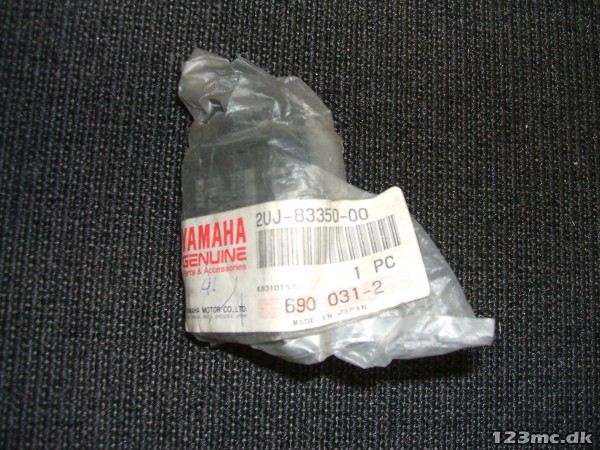 2UJ-83350-00
YAMAHA
GENUINE
Parts & Accessories
1 PC
690 031-2
MADE IN JAPAN
YAMAHA MOTOR CO., LTD.
123mc.dk